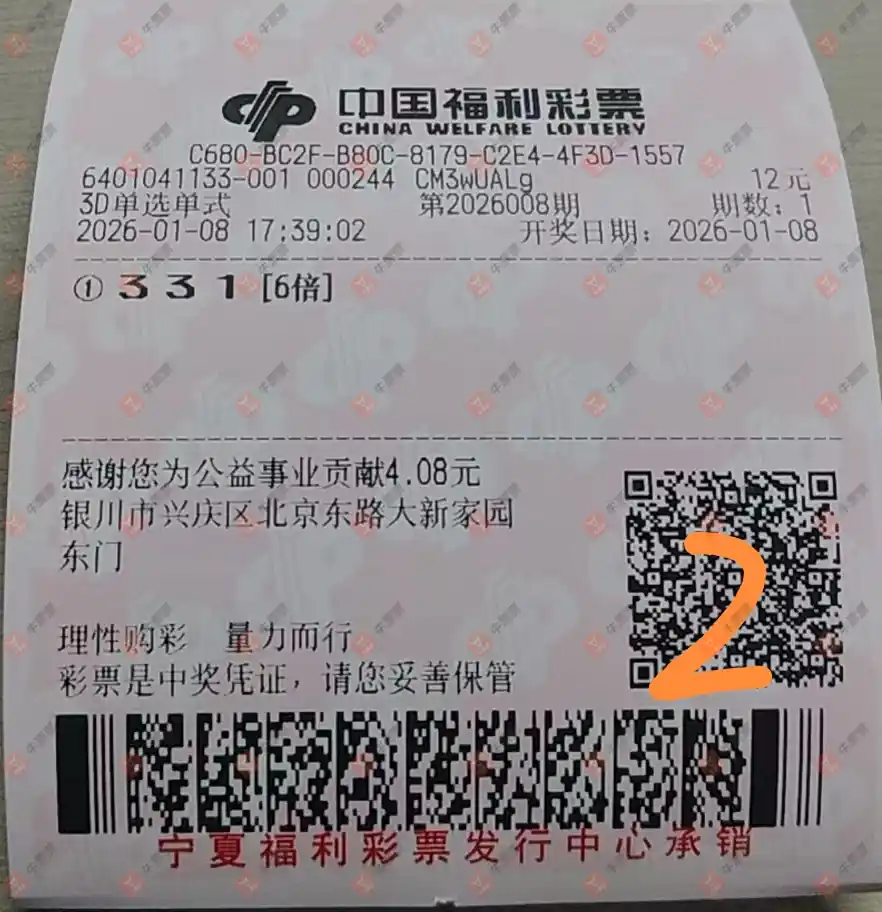 中国福利彩票
CHINA WELFARE LOTTERY
C680-BC2F-B80C-8179-C2E4-4F3D-1557
6401041133-001 000244 CM3wUALg 12元
3D单选单式 第2026008期 期数：1
2026-01-08 17:39:02 开奖日期：2026-01-08
① 3 3 1 [6倍]
感谢您为公益事业贡献4.08元
银川市兴庆区北京东路大新家园
东门
2
理性购彩 量力而行
彩票是中奖凭证，请您妥善保管
宁夏福利彩票发行中心承销